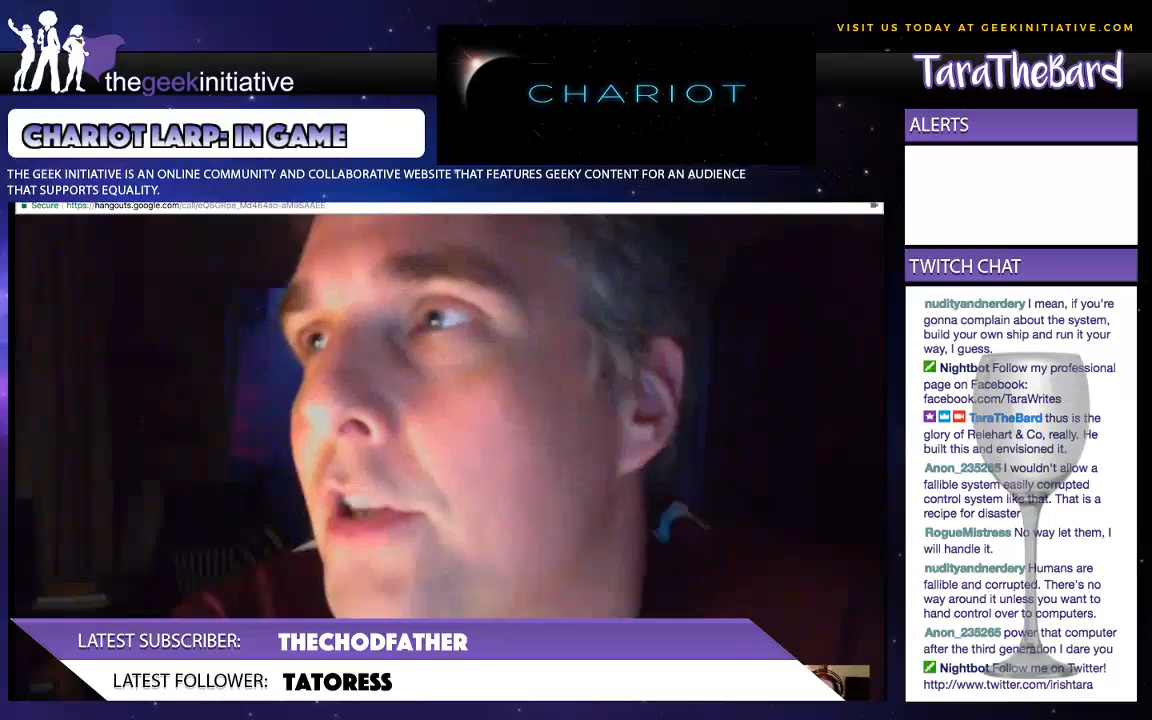 VISIT US TODAY AT GEEKINITIATIVE.COM
thegeekinitiative
CHARIOT
TaraTheBard
CHARIOT LARP: IN GAME
THE GEEK INITIATIVE IS AN ONLINE COMMUNITY AND COLLABORATIVE WEBSITE THAT FEATURES GEEKY CONTENT FOR AN AUDIENCE
THAT SUPPORTS EQUALITY.
Secure https://hangouts.google.com
ALERTS
TWITCH CHAT
nudityandnerdery I mean, if you're
gonna complain about the system,
build your own ship and run it your
way, I guess.
Nightbot Follow my professional
page on Facebook:
facebook.com/TaraWrites
TaraTheBard thus is the
glory of Relehart & Co, really. He
built this and envisioned it.
Anon_235265 I wouldn't allow a
fallible system easily corrupted
control system like that. That is a
recipe for disaster
RogueMistress No way let them, I
will handle it.
nudityandnerdery Humans are
fallible and corrupted. There's no
way around it unless you want to
hand control over to computers.
Anon_235265 power that computer
after the third generation I dare you
Nightbot Follow me on Twitter!
http://www.twitter.com/irishtara
LATEST SUBSCRIBER: THECHODFATHER
LATEST FOLLOWER: TATORESS